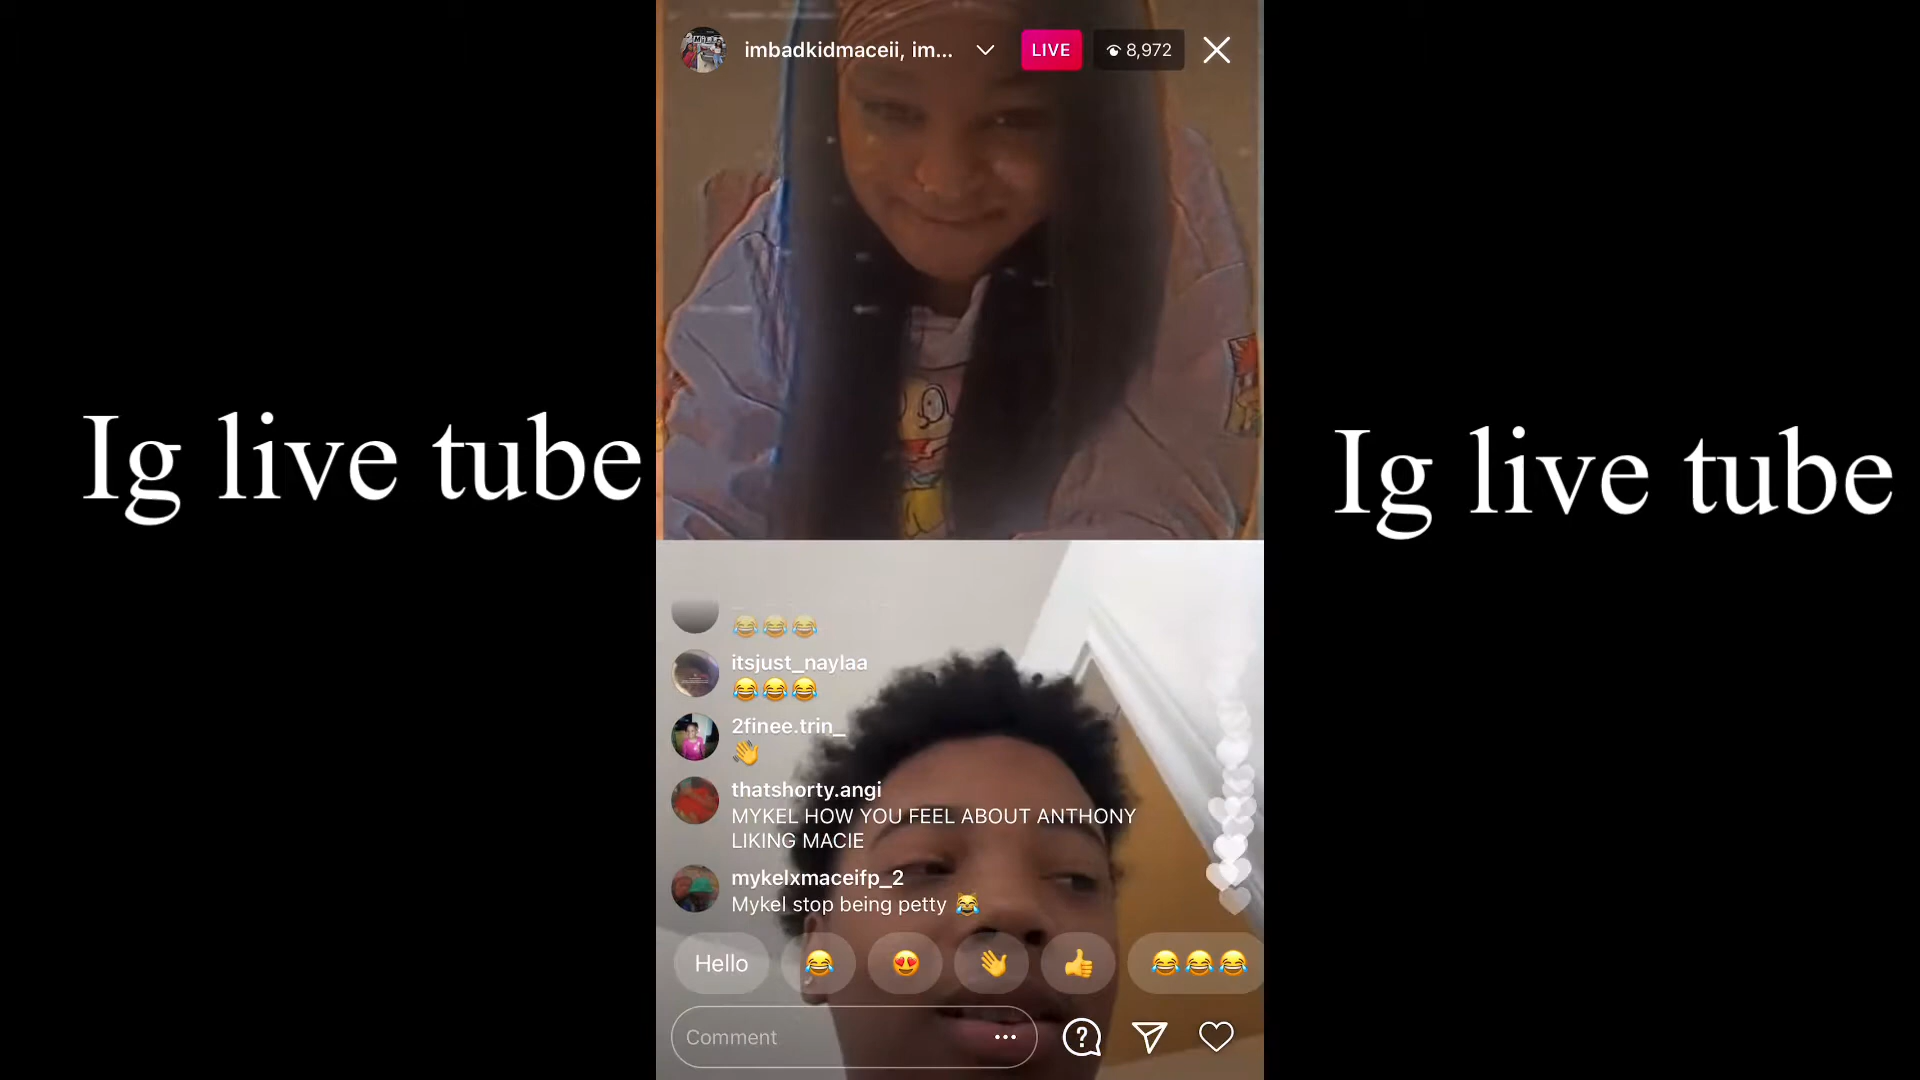 imbadkidmaceii, im...
LIVE
8,972
Ig live tube
Ig live tube
😂😂😂
itsjust_naylaa
😂😂😂
2finee.trin_
👋
thatshorty.angi
MYKEL HOW YOU FEEL ABOUT ANTHONY
LIKING MACIE
mykelxmaceifp_2
Mykel stop being petty 😹
Hello 😂 😍 👋 👍 😂😂😂
Comment